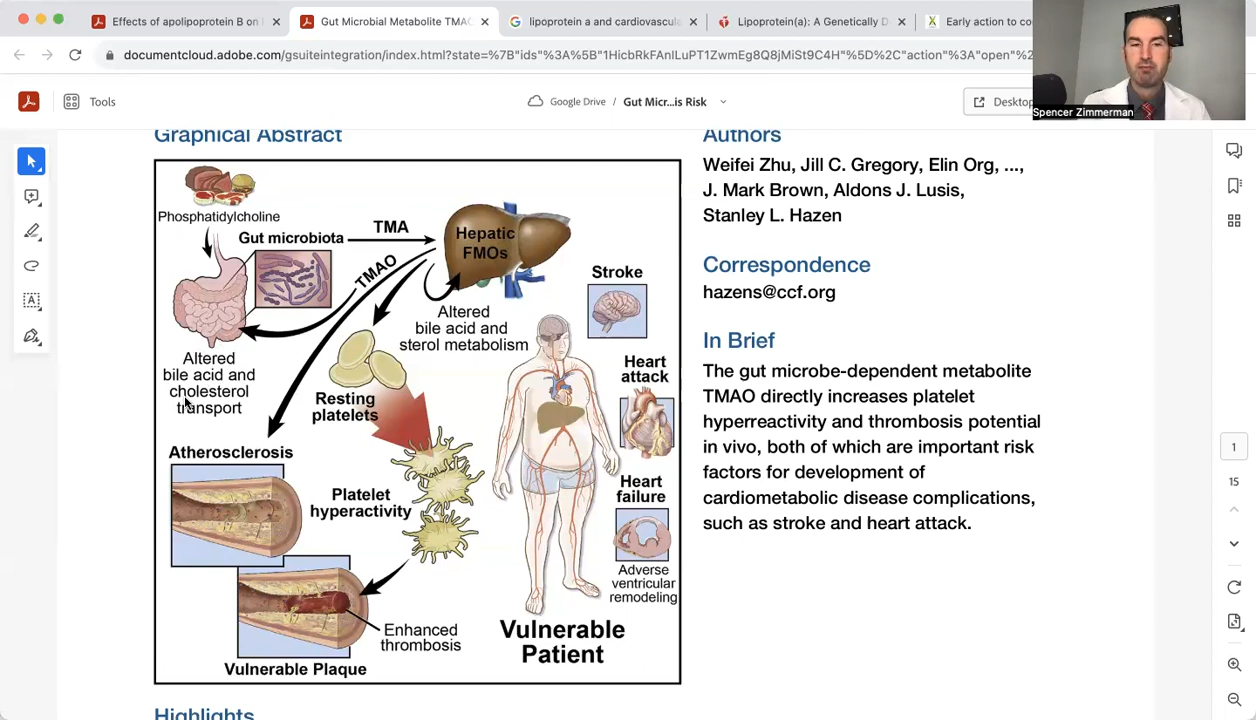 Effects of apolipoprotein B on
Gut Microbial Metabolite TMA
lipoprotein a and cardiovascula
Lipoprotein(a): A Genetically D
Early action to co
documentcloud.adobe.com/gsuiteintegration/index.html?state=%7B"ids"%3A%5B"1HicbRkFAnlLuPT1ZwmEg8Q8jMiSt9C4H"%5D%2C"action"%3A"open"%2
Spencer Zimmerman
Tools
Google Drive / Gut Micr...is Risk
Desktop
Graphical Abstract
Phosphatidylcholine
Gut microbiota
TMA
Hepatic
FMOs
TMAO
Altered
bile acid and
sterol metabolism
Altered
bile acid and
cholesterol
transport
Resting
platelets
Stroke
Heart
attack
Atherosclerosis
Platelet
hyperactivity
Heart
failure
Adverse
ventricular
remodeling
Enhanced
thrombosis
Vulnerable Plaque
Vulnerable
Patient
Authors
Weifei Zhu, Jill C. Gregory, Elin Org, ...,
J. Mark Brown, Aldons J. Lusis,
Stanley L. Hazen
Correspondence
hazens@ccf.org
In Brief
The gut microbe-dependent metabolite
TMAO directly increases platelet
hyperreactivity and thrombosis potential
in vivo, both of which are important risk
factors for development of
cardiometabolic disease complications,
such as stroke and heart attack.
Highlights
1
15